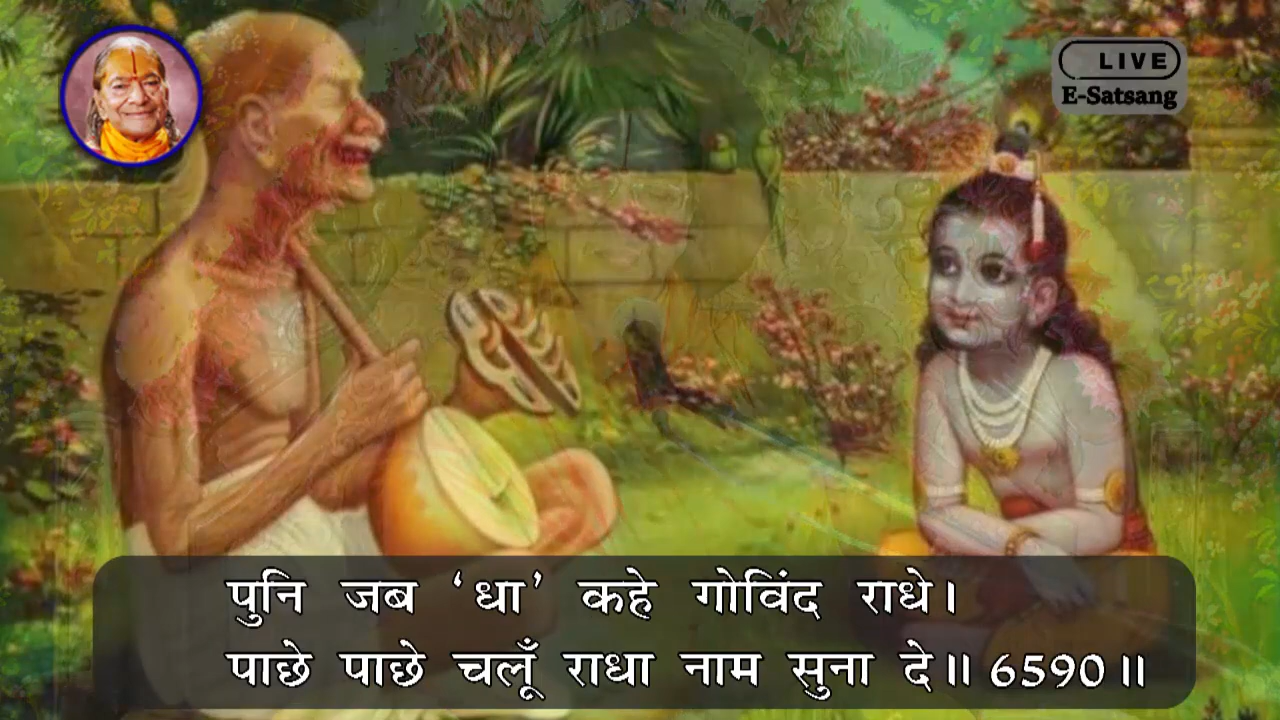 LIVE
E-Satsang
पुनि जब ‘धा’ कहे गोविंद राधे।
पाछे पाछे चलूँ राधा नाम सुना दे॥ 6590॥